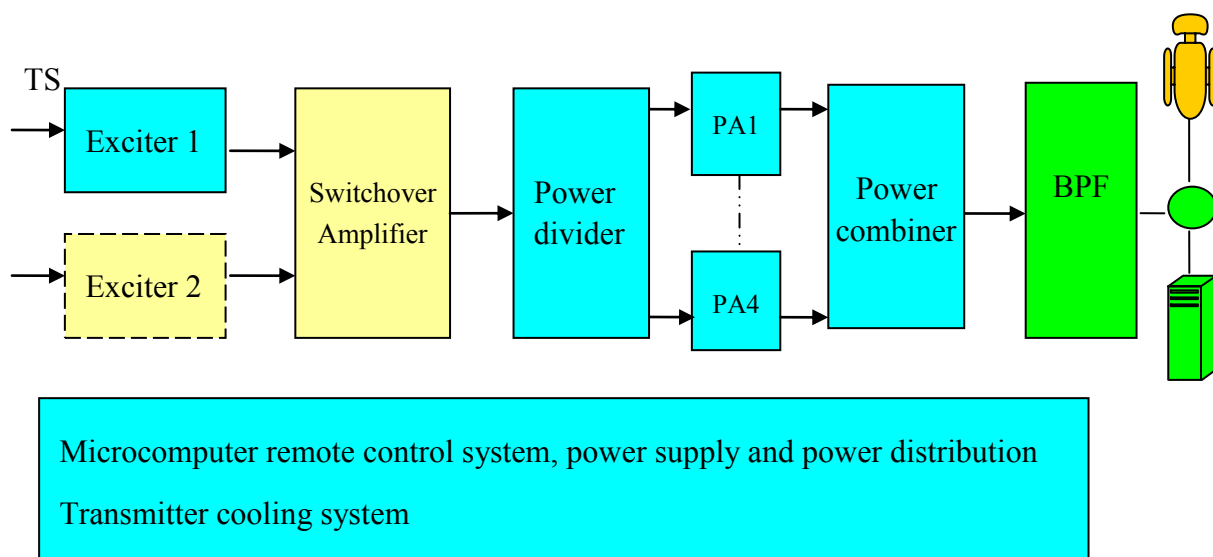 TS
Exciter 1
Exciter 2
Switchover
Amplifier
Power
divider
PA1
PA4
Power
combiner
BPF
Microcomputer remote control system, power supply and power distribution
Transmitter cooling system